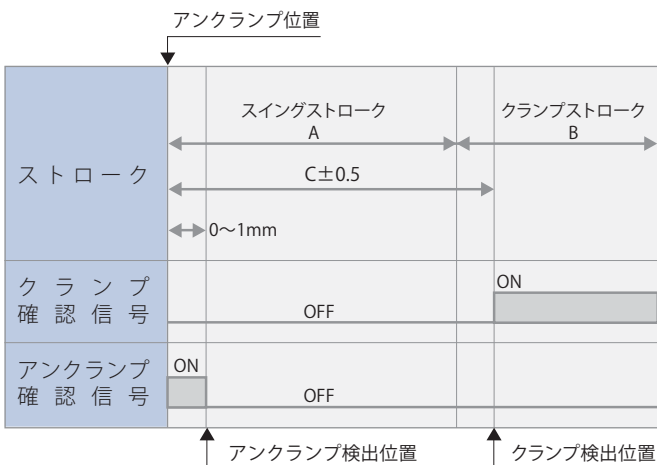 アンクランプ位置
スイングストローク
A
クランプストローク
B
ストローク
C±0.5
0〜1mm
クランプ
確認信号
ON
OFF
アンクランプ
確認信号
ON
OFF
アンクランプ検出位置
クランプ検出位置